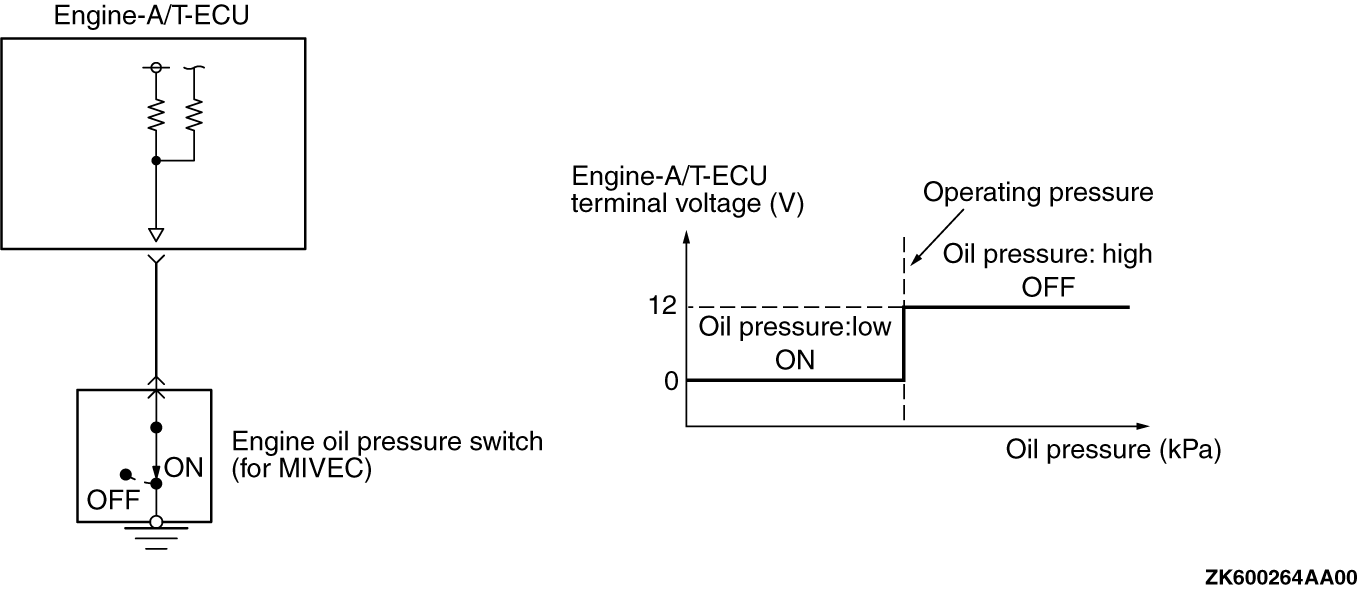 Engine-A/T-ECU
Engine-A/T-ECU
terminal voltage (V)
Operating pressure
Oil pressure: high
OFF
12
Oil pressure:low
ON
0
Oil pressure (kPa)
Engine oil pressure switch
(for MIVEC)
ON
OFF
ZK600264AA00